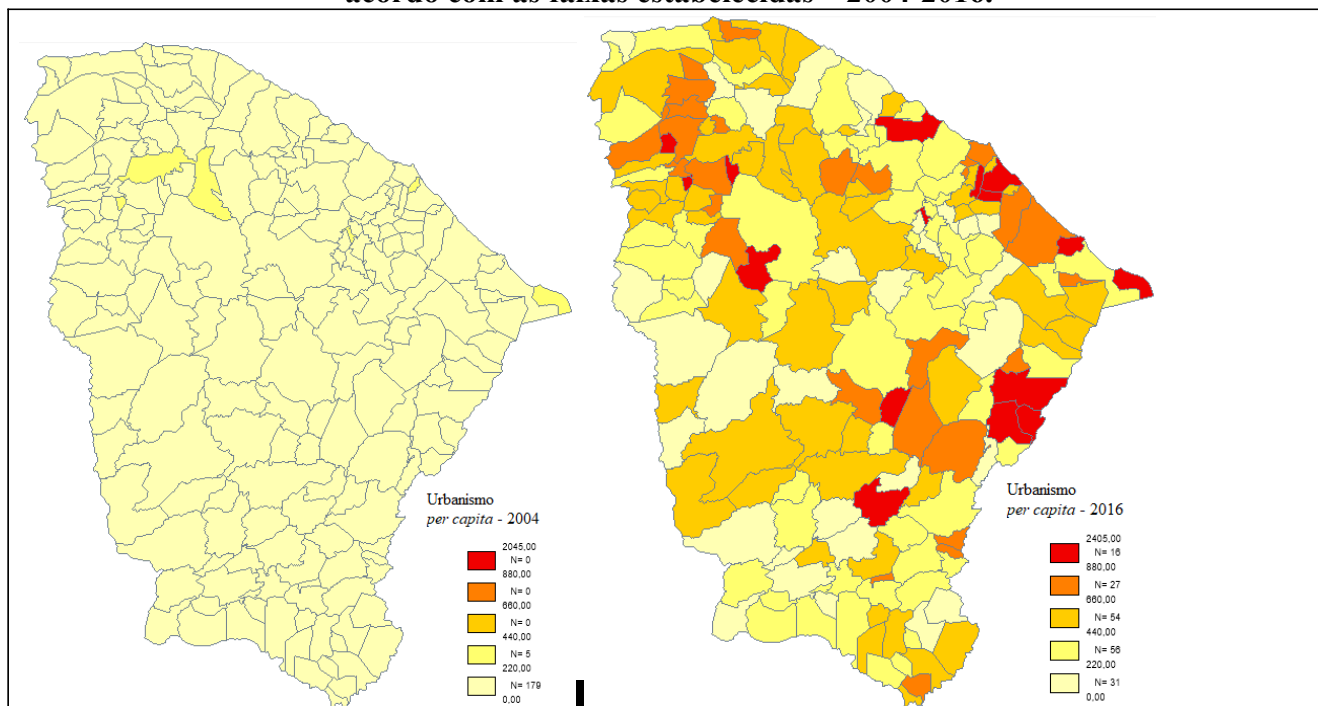 acordo com as faixas estabelecidas – 2004-2016.
Urbanismo
per capita - 2004
2045,00
N= 0
880,00
N= 0
660,00
N= 0
440,00
N= 5
220,00
N= 179
0,00
Urbanismo
per capita - 2016
2405,00
N= 16
880,00
N= 27
660,00
N= 54
440,00
N= 56
220,00
N= 31
0,00